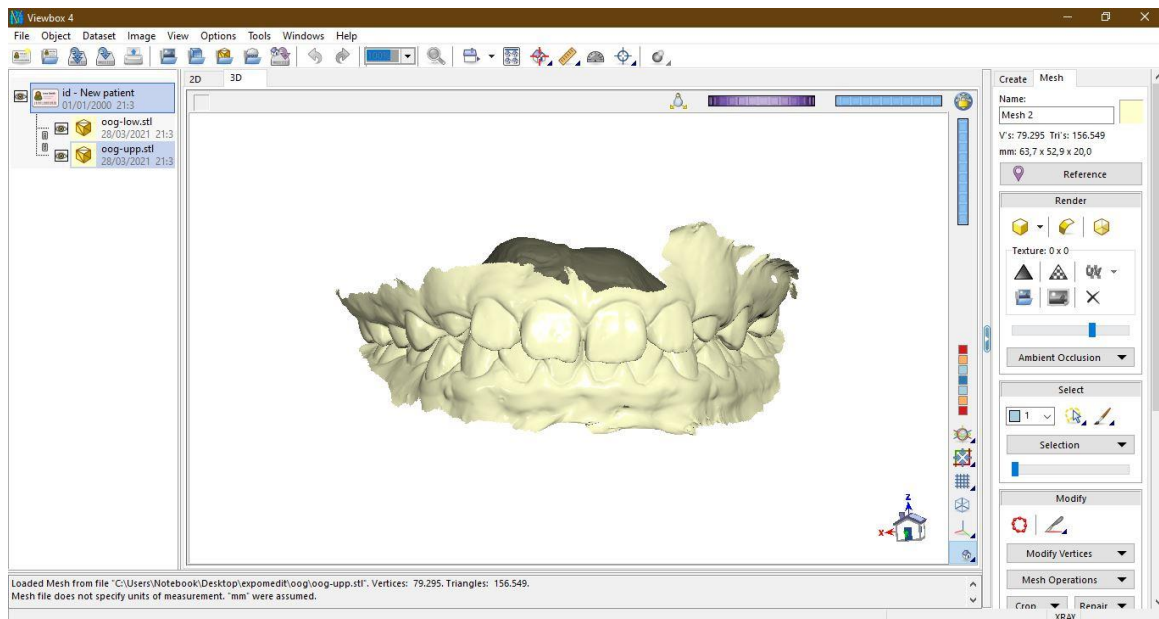 Viewbox 4
File Object Dataset Image View Options Tools Windows Help
2D 3D
id - New patient
01/01/2000 21:3
oog-low.stl
28/03/2021 21:3
oog-upp.stl
28/03/2021 21:3
Create Mesh
Name:
Mesh 2
V's: 79.295 Tri's: 156.549
mm: 63,7 x 52,9 x 20,0
Reference
Render
Texture: 0 x 0
Ambient Occlusion
Select
1
Selection
Modify
Modify Vertices
Mesh Operations
Crop Repair
z
x
Loaded Mesh from file "C:\Users\Notebook\Desktop\expomedit\oog\oog-upp.stl". Vertices: 79.295. Triangles: 156.549.
Mesh file does not specify units of measurement. "mm" were assumed.
XRAY